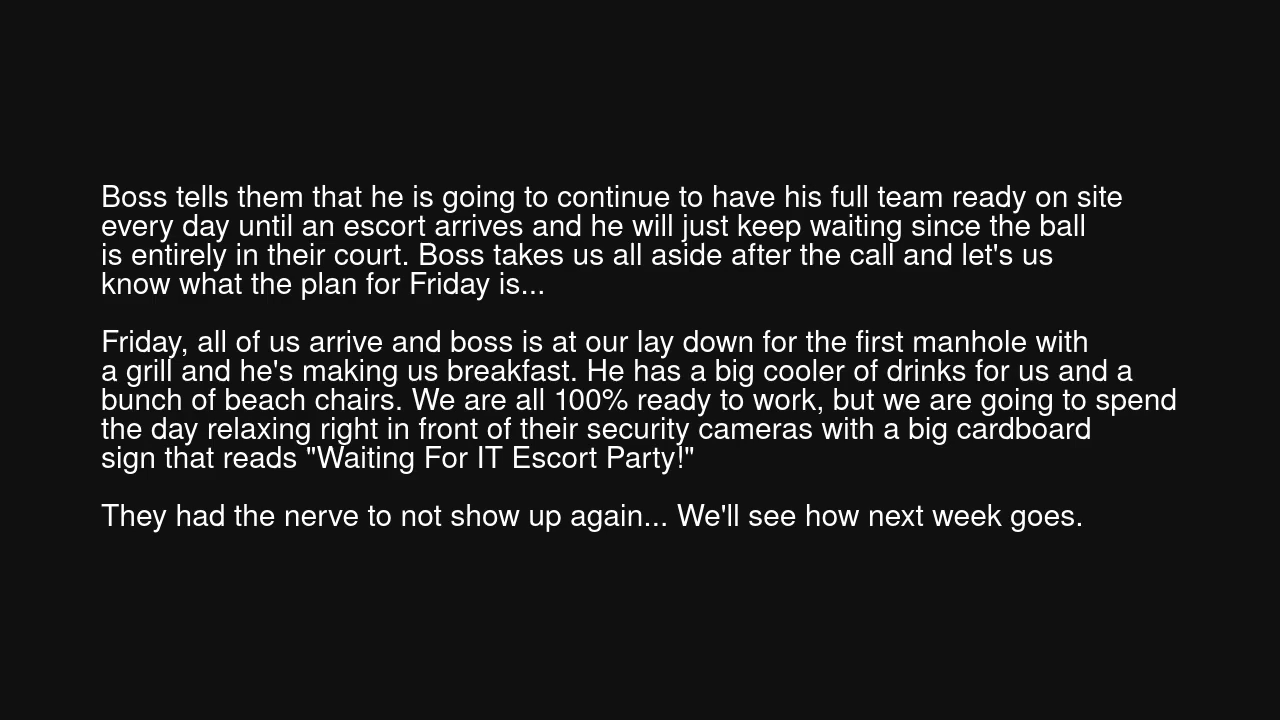 Boss tells them that he is going to continue to have his full team ready on site
every day until an escort arrives and he will just keep waiting since the ball
is entirely in their court. Boss takes us all aside after the call and let's us
know what the plan for Friday is...
Friday, all of us arrive and boss is at our lay down for the first manhole with
a grill and he's making us breakfast. He has a big cooler of drinks for us and a
bunch of beach chairs. We are all 100% ready to work, but we are going to spend
the day relaxing right in front of their security cameras with a big cardboard
sign that reads "Waiting For IT Escort Party!"
They had the nerve to not show up again... We'll see how next week goes.